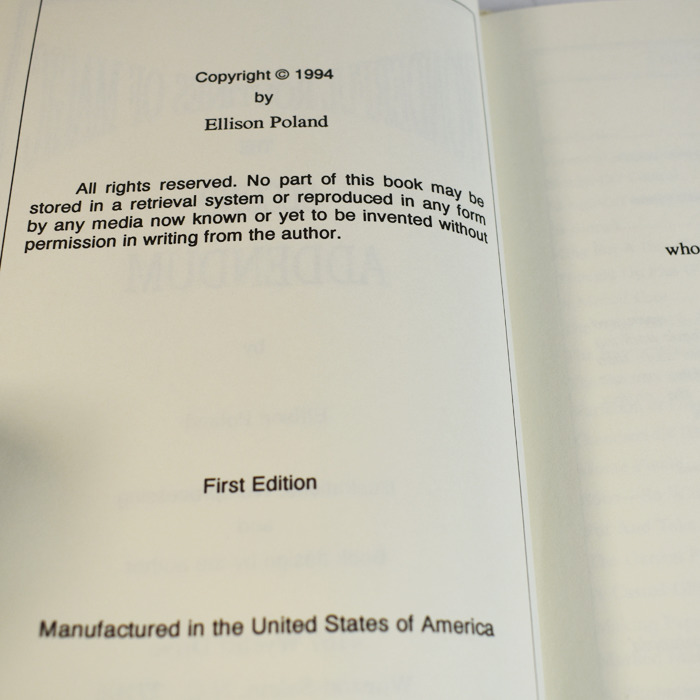 Copyright © 1994
by
Ellison Poland
All rights reserved. No part of this book may be
stored in a retrieval system or reproduced in any form
by any media now known or yet to be invented without
permission in writing from the author.
ADDENDUM
by
First Edition
Manufactured in the United States of America
who